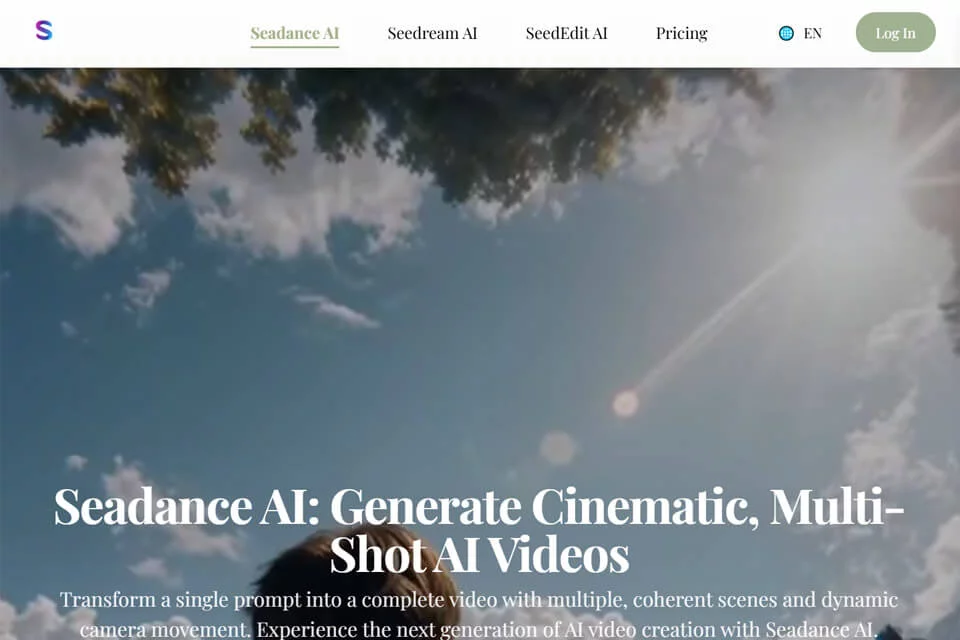 S
Seadance AI
Seedream AI
SeedEdit AI
Pricing
EN
Log In
Seadance AI: Generate Cinematic, Multi-
Shot AI Videos
Transform a single prompt into a complete video with multiple, coherent scenes and dynamic
camera movement. Experience the next generation of AI video creation with Seadance AI.